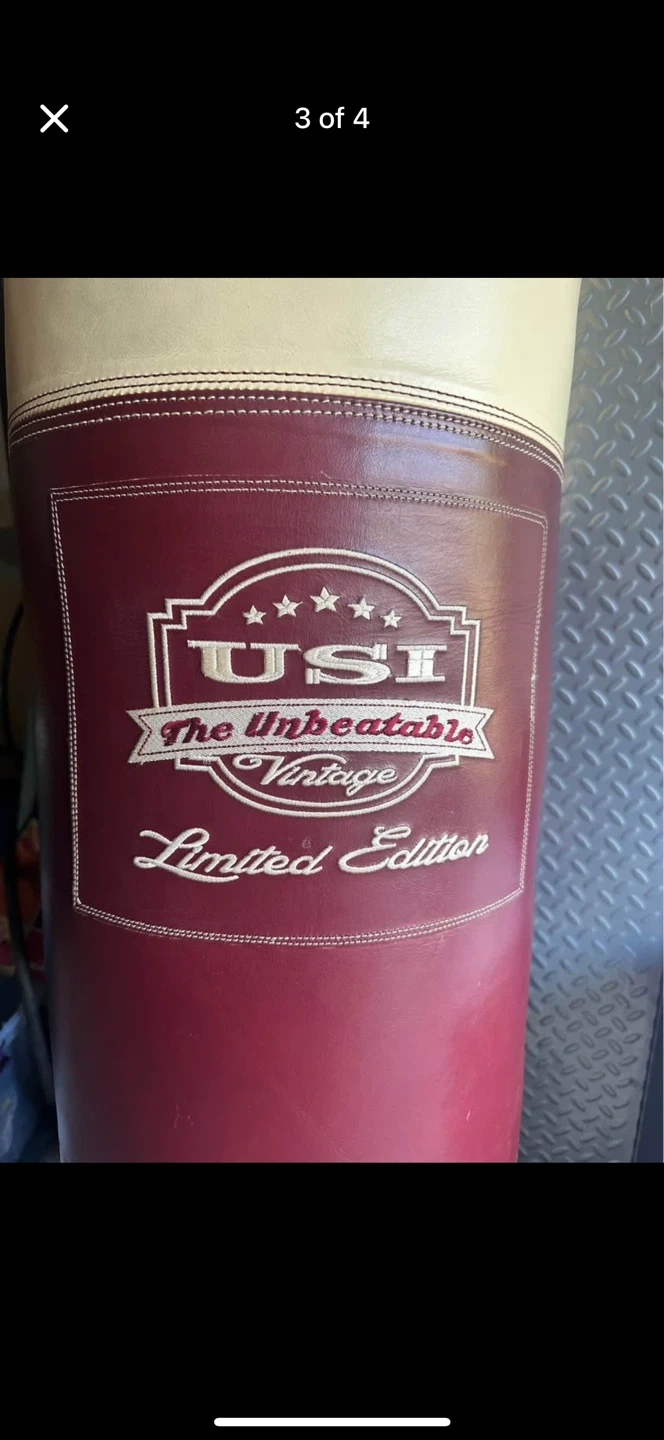 3 of 4
USI
The Unbeatable
Vintage
Limited Edition